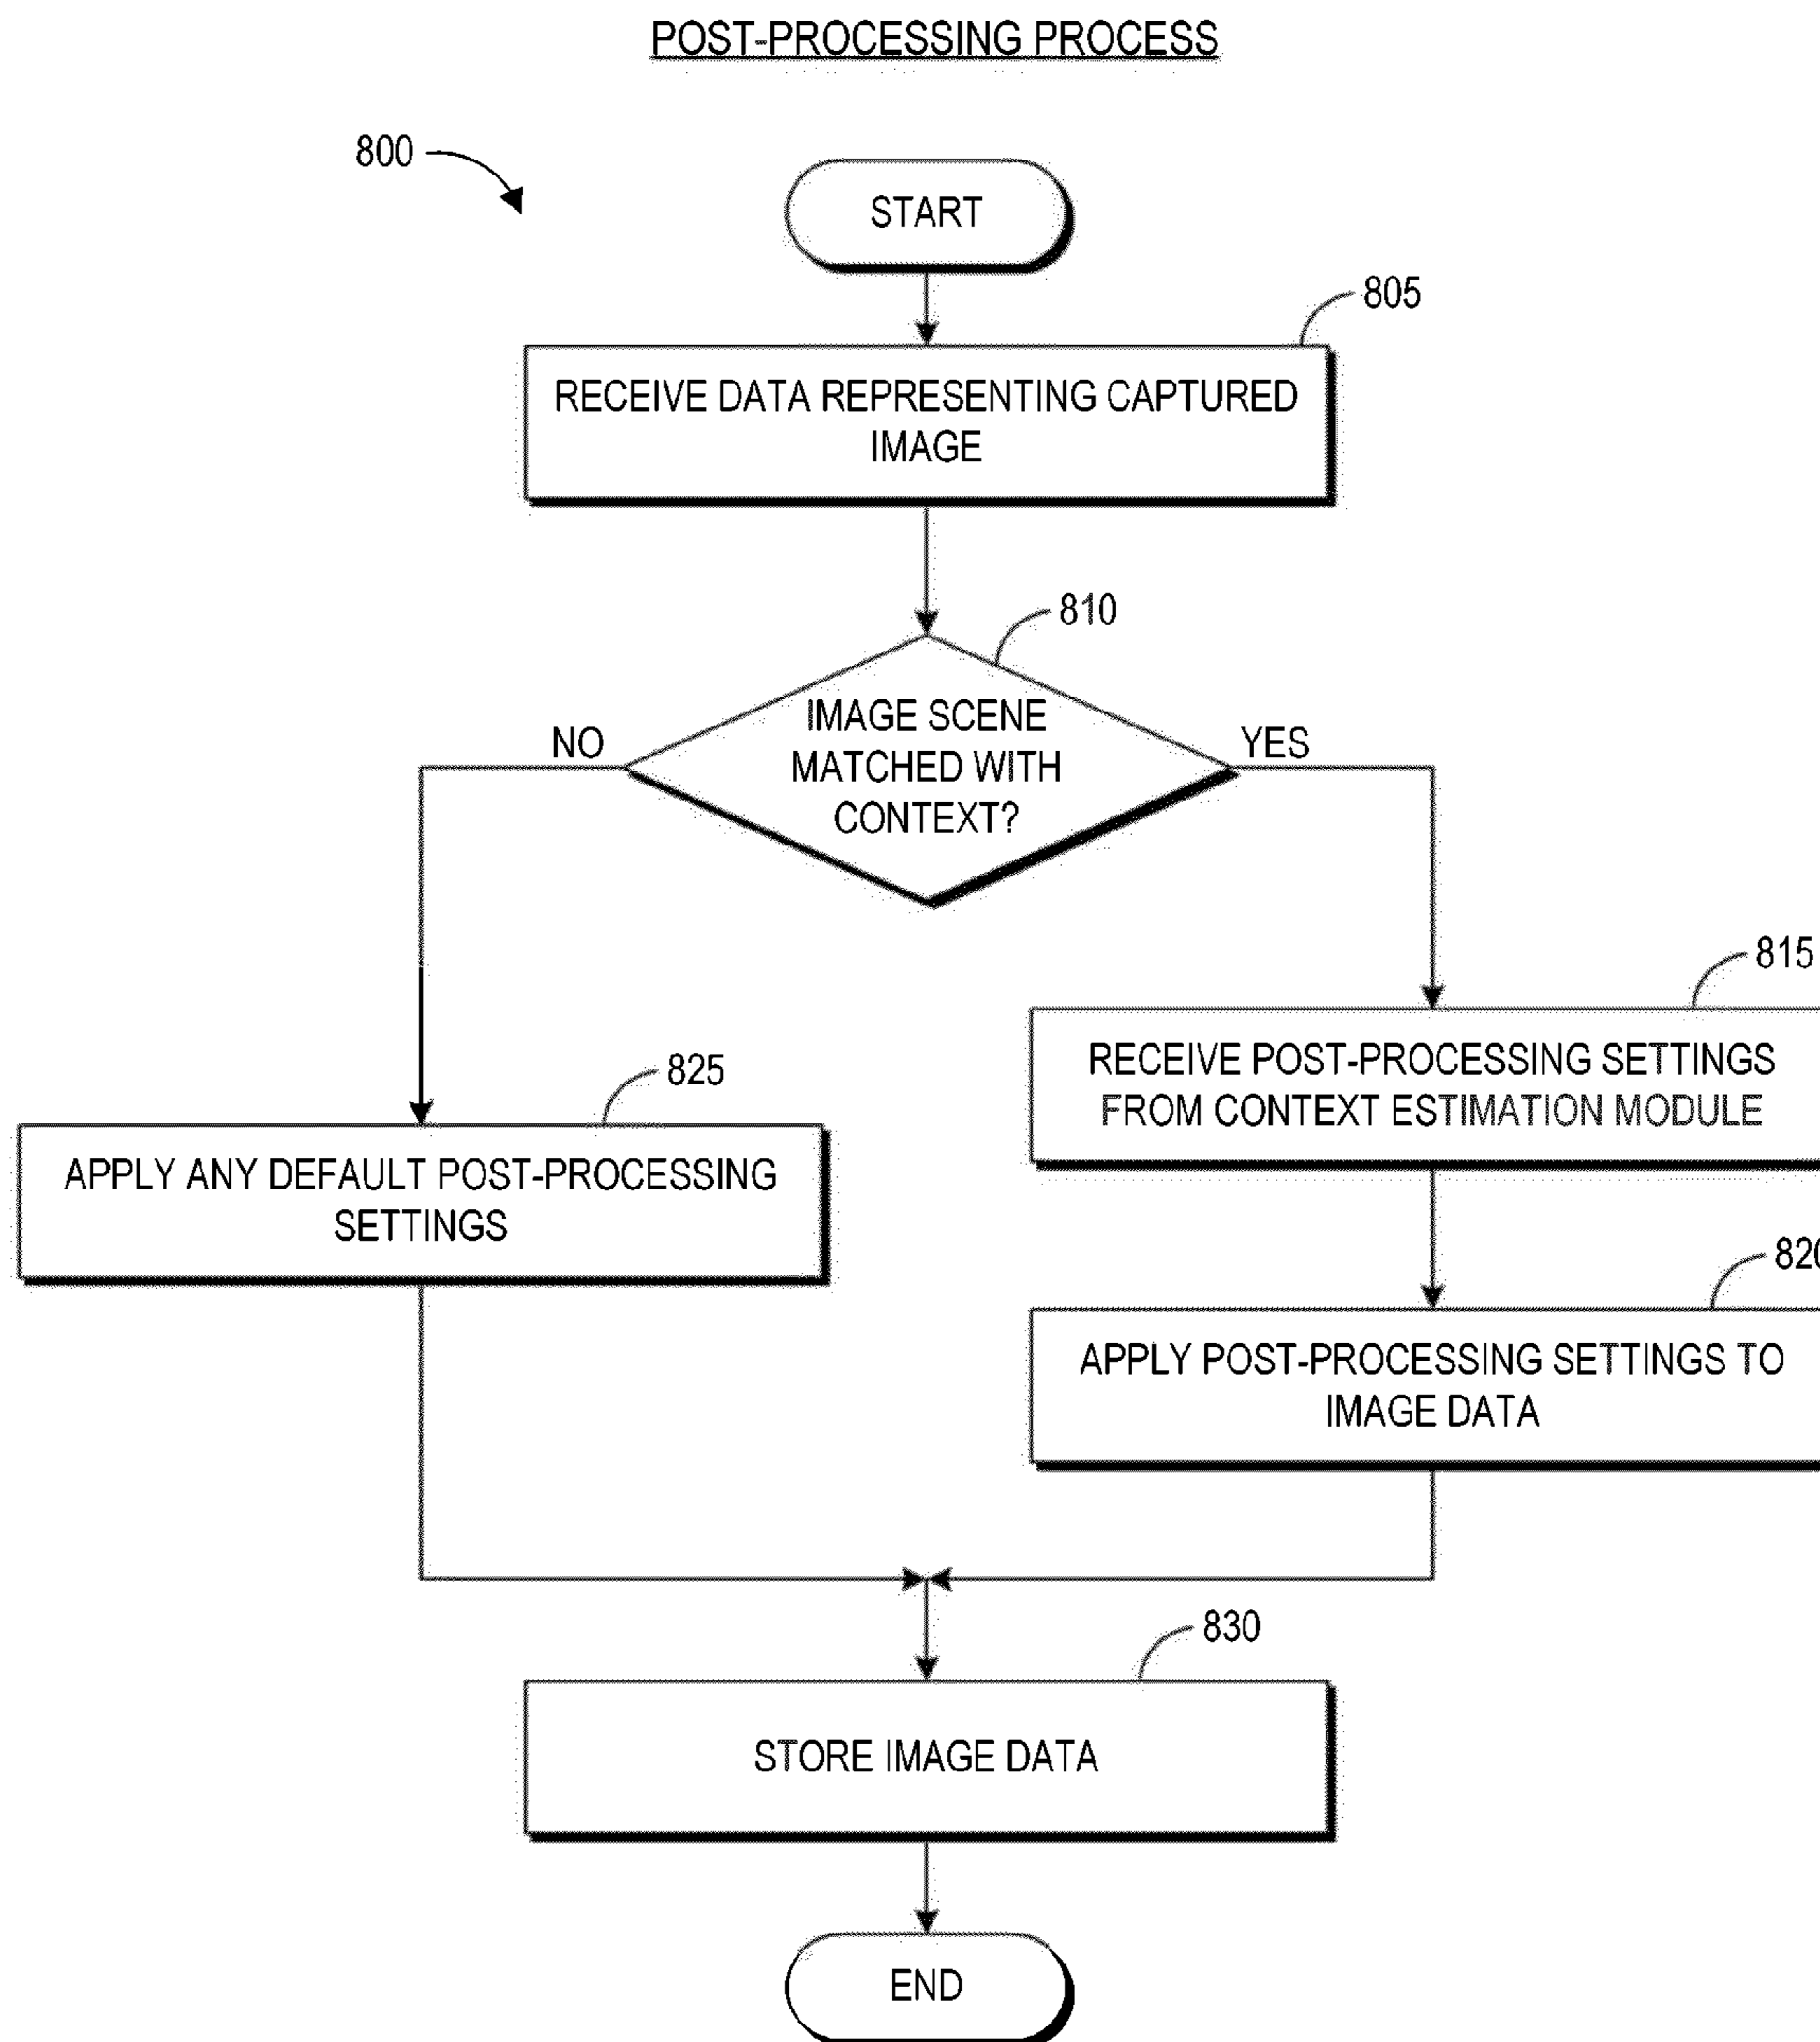 POST-PROCESSING PROCESS
800
START
805
RECEIVE DATA REPRESENTING CAPTURED
IMAGE
810
IMAGE SCENE
MATCHED WITH
CONTEXT?
NO
YES
815
RECEIVE POST-PROCESSING SETTINGS
FROM CONTEXT ESTIMATION MODULE
825
APPLY ANY DEFAULT POST-PROCESSING
SETTINGS
820
APPLY POST-PROCESSING SETTINGS TO
IMAGE DATA
830
STORE IMAGE DATA
END